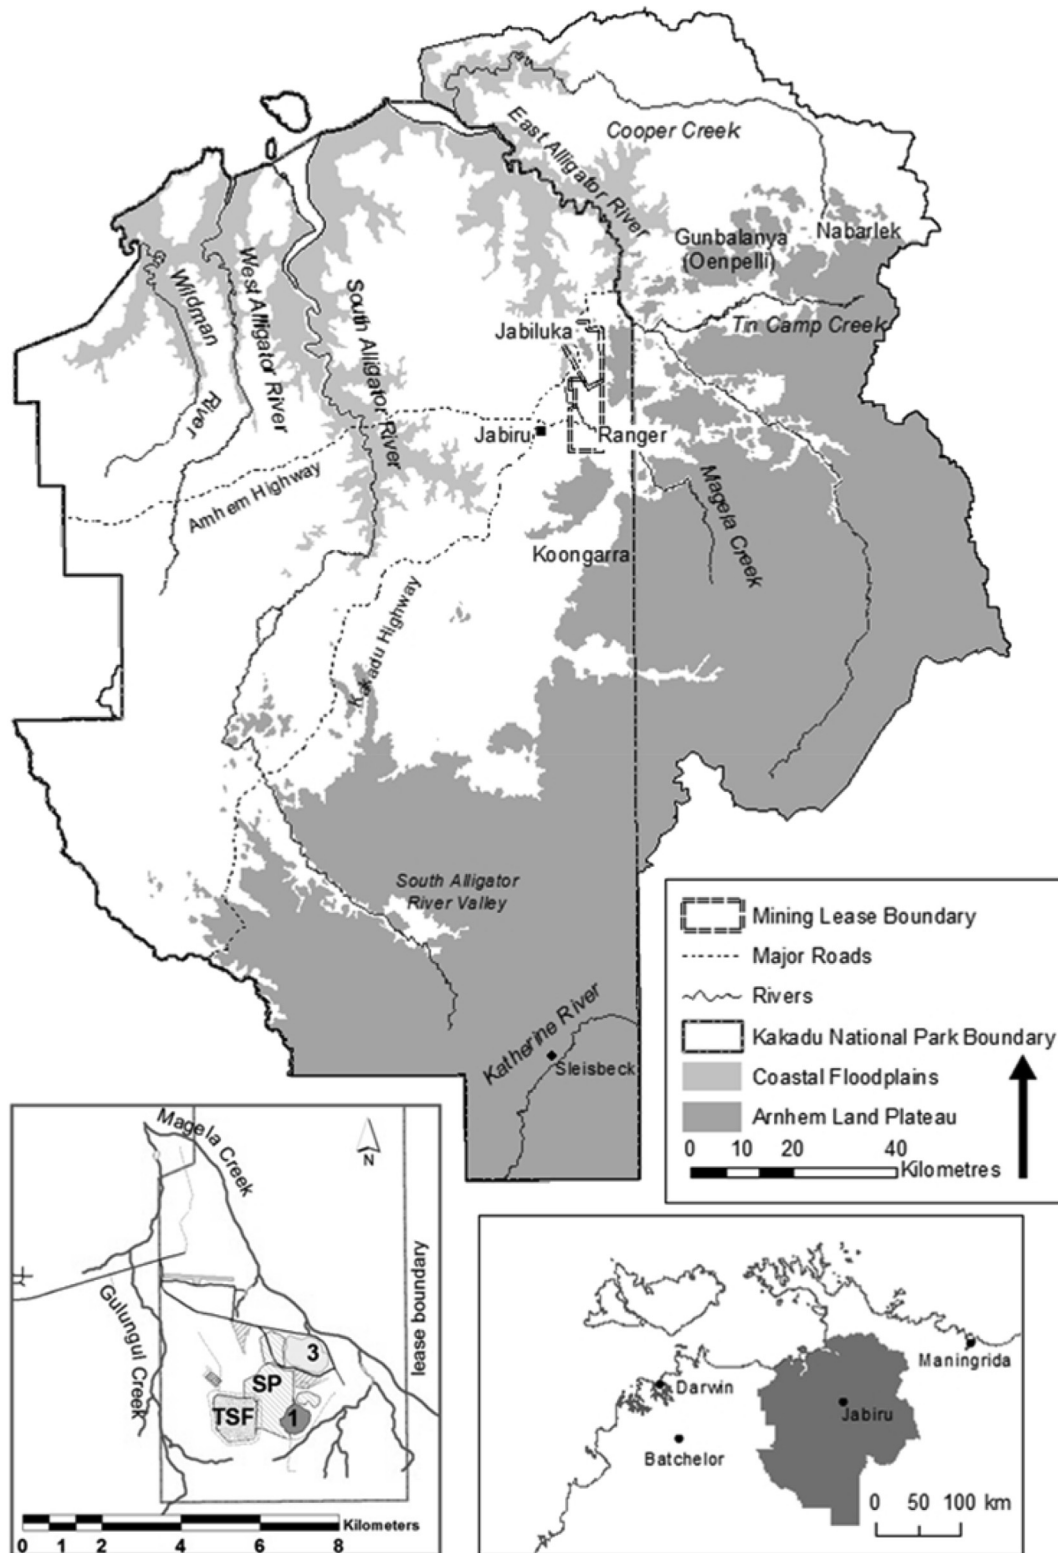 Cooper Creek
East Alligator River
Gunbalanya
(Oenpelli)
Nabarlek
Tin Camp Creek
Wildman
River
West Alligator River
South Alligator River
Jabiluka
Jabiru
Ranger
Arnhem Highway
Magela Creek
Koongarra
Kakadu Highway
South Alligator
River Valley
Katherine River
Sleisbeck
Mining Lease Boundary
Major Roads
Rivers
Kakadu National Park Boundary
Coastal Floodplains
Arnhem Land Plateau
0 10 20 40
Kilometres
Magela Creek
N
Gulungul Creek
lease boundary
3
SP
TSF
1
0 1 2 4 6 8
Kilometers
Maningrida
Darwin
Jabiru
Batchelor
0 50 100 km